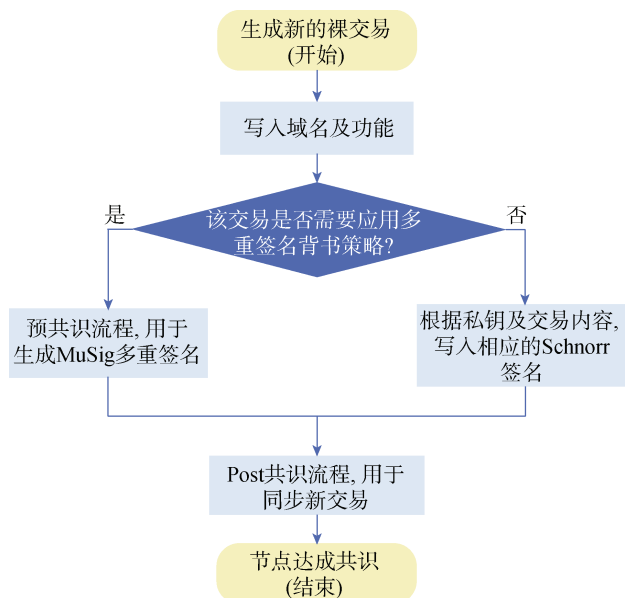 生成新的裸交易
(开始)
写入域名及功能
该交易是否需要应用多
重签名背书策略?
是
否
预共识流程, 用于
生成MuSig多重签名
根据私钥及交易内容,
写入相应的Schnorr
签名
Post共识流程, 用于
同步新交易
节点达成共识
(结束)